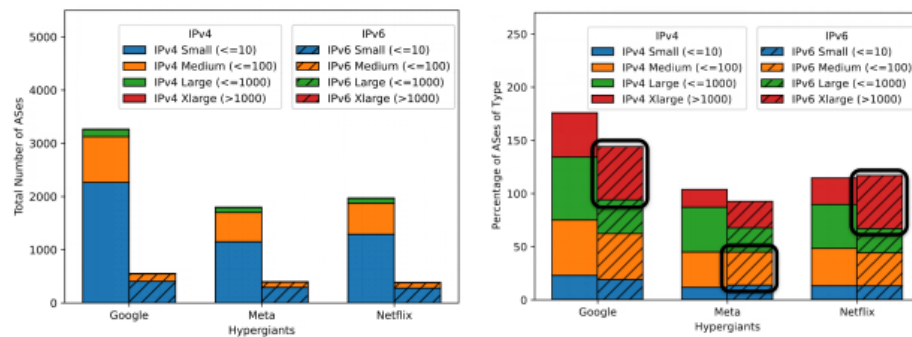 IPv4 IPv6
IPv4 Small (<=10) IPv6 Small (<=10)
IPv4 Medium (<=100) IPv6 Medium (<=100)
IPv4 Large (<=1000) IPv6 Large (<=1000)
IPv4 Xlarge (>1000) IPv6 Xlarge (>1000)
Total Number of ASes
5000
4000
3000
2000
1000
0
Google Meta Netflix
Hypergiants
IPv4 IPv6
IPv4 Small (<=10) IPv6 Small (<=10)
IPv4 Medium (<=100) IPv6 Medium (<=100)
IPv4 Large (<=1000) IPv6 Large (<=1000)
IPv4 Xlarge (>1000) IPv6 Xlarge (>1000)
Percentage of ASes of Type
250
200
150
100
50
0
Google Meta Netflix
Hypergiants